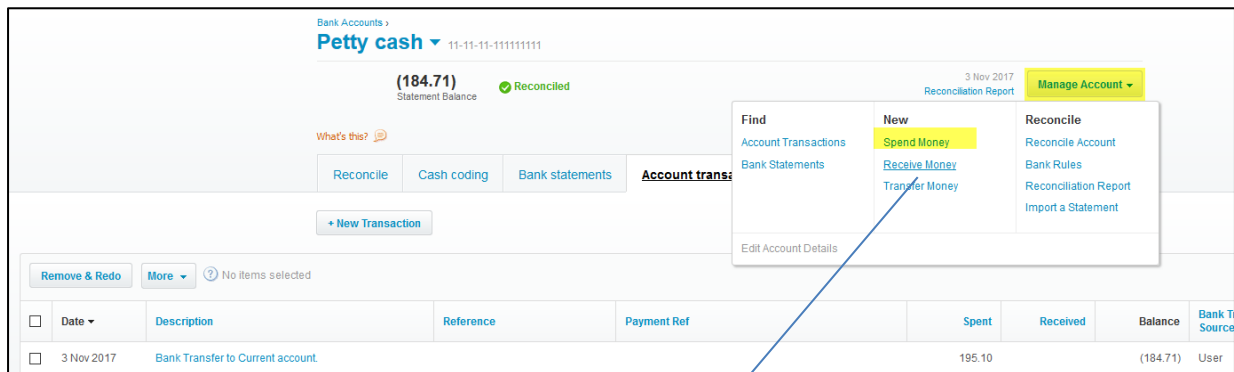 Bank Accounts ›
Petty cash 11-11-11-111111111
(184.71)
Statement Balance
Reconciled
3 Nov 2017
Reconciliation Report
Manage Account
What's this?
Find
Account Transactions
Bank Statements
New
Spend Money
Receive Money
Transfer Money
Reconcile
Reconcile Account
Bank Rules
Reconciliation Report
Import a Statement
Edit Account Details
Reconcile Cash coding Bank statements Account transa
+ New Transaction
Remove & Redo More ? No items selected
Date Description Reference Payment Ref Spent Received Balance Bank Tr
Source
3 Nov 2017 Bank Transfer to Current account. 195.10 (184.71) User